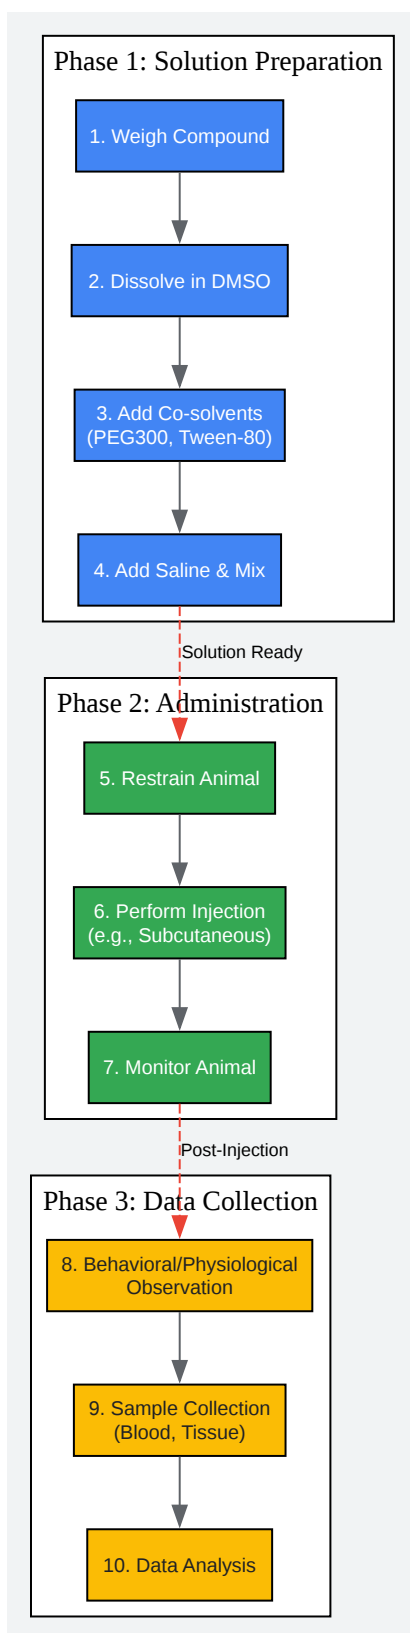 Phase 1: Solution Preparation
1. Weigh Compound
2. Dissolve in DMSO
3. Add Co-solvents
(PEG300, Tween-80)
4. Add Saline & Mix
Solution Ready
Phase 2: Administration
5. Restrain Animal
6. Perform Injection
(e.g., Subcutaneous)
7. Monitor Animal
Post-Injection
Phase 3: Data Collection
8. Behavioral/Physiological
Observation
9. Sample Collection
(Blood, Tissue)
10. Data Analysis